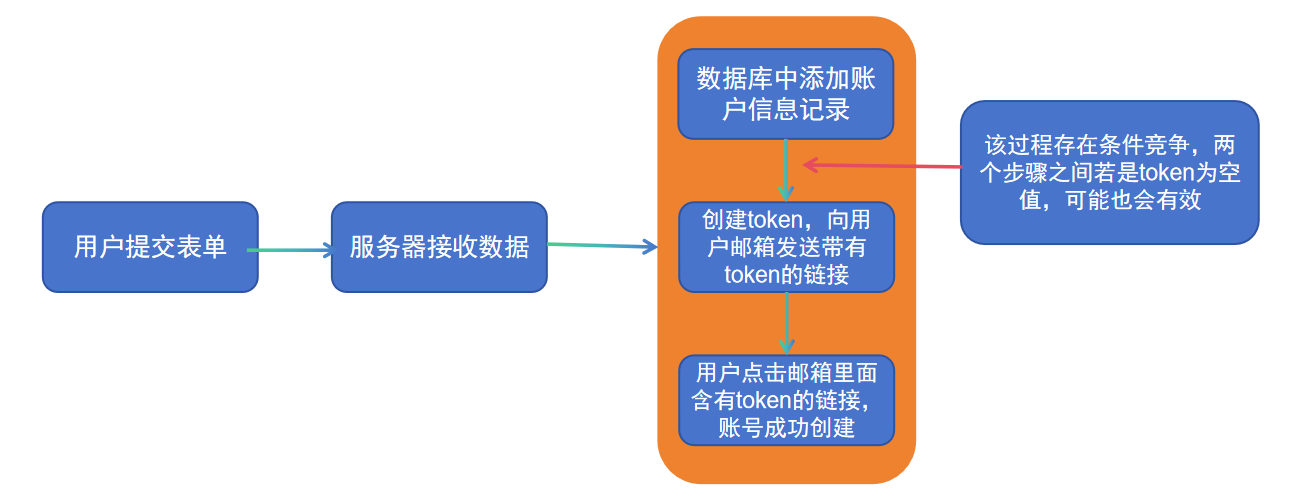 用户提交表单
服务器接收数据
数据库中添加账
户信息记录
创建token，向用
户邮箱发送带有
token的链接
用户点击邮箱里面
含有token的链接，
账号成功创建
该过程存在条件竞争，两
个步骤之间若是token为空
值，可能也会有效